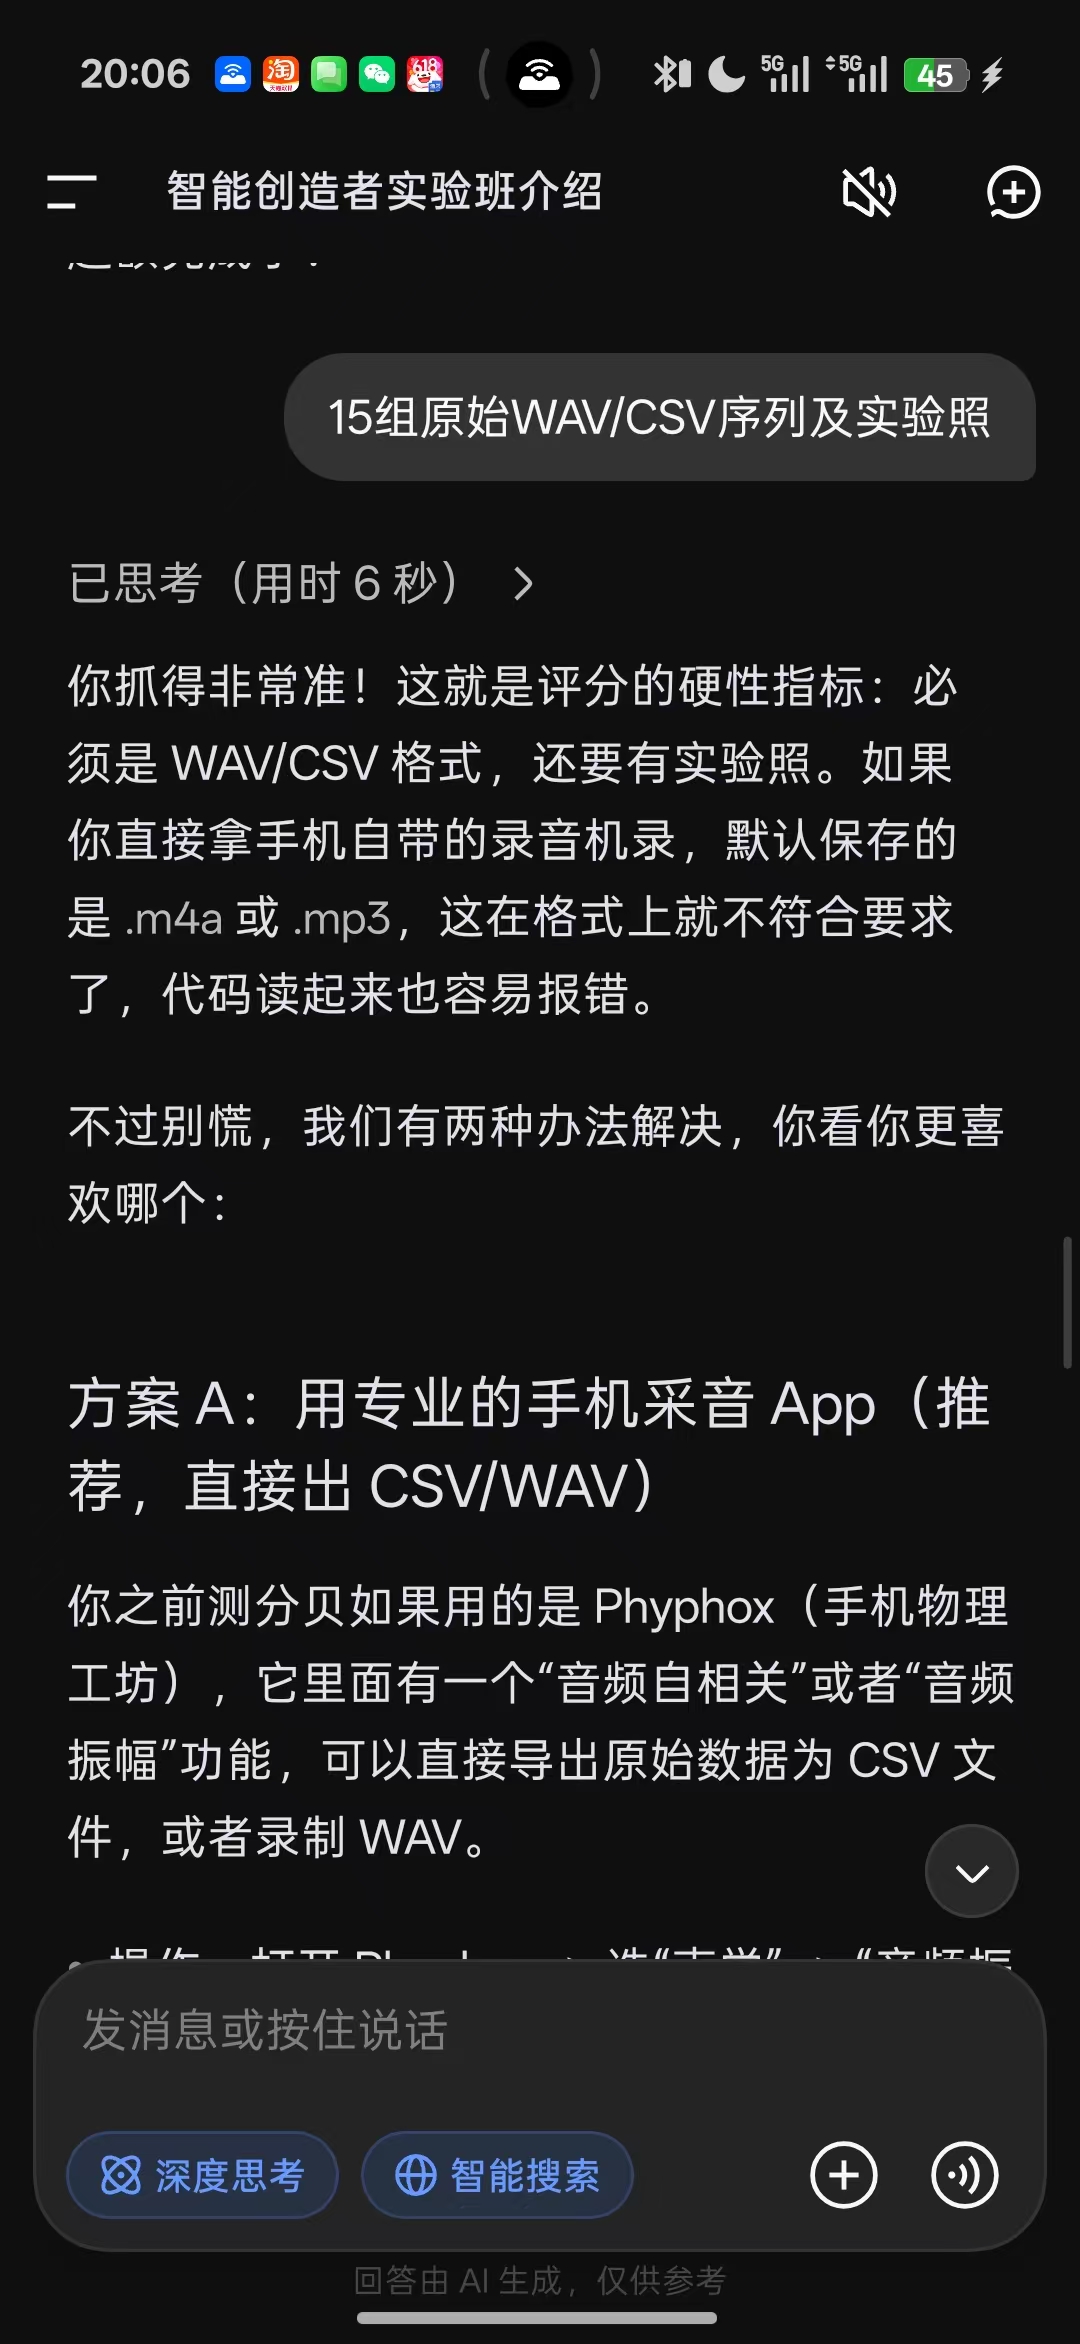 20:06
淘
618
5G
5G
45
智能创造者实验班介绍
15组原始WAV/CSV序列及实验照
已思考（用时 6 秒）
你抓得非常准！这就是评分的硬性指标：必
须是 WAV/CSV 格式，还要有实验照。如果
你直接拿手机自带的录音机录，默认保存的
是 .m4a 或 .mp3，这在格式上就不符合要求
了，代码读起来也容易报错。
不过别慌，我们有两种办法解决，你看你更喜
欢哪个：
方案 A：用专业的手机采音 App（推
荐，直接出 CSV/WAV）
你之前测分贝如果用的是 Phyphox（手机物理
工坊），它里面有一个“音频自相关”或者“音频
振幅”功能，可以直接导出原始数据为 CSV 文
件，或者录制 WAV。
发消息或按住说话
深度思考
智能搜索
回答由 AI 生成，仅供参考